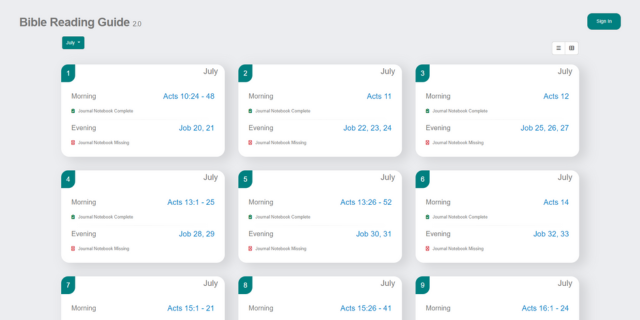 Bible Reading Guide 2.0
Sign in
July
1 July
Morning Acts 10:24 - 48
Journal Notebook Complete
Evening Job 20, 21
Journal Notebook Missing
2 July
Morning Acts 11
Journal Notebook Complete
Evening Job 22, 23, 24
Journal Notebook Missing
3 July
Morning Acts 12
Journal Notebook Complete
Evening Job 25, 26, 27
Journal Notebook Missing
4 July
Morning Acts 13:1 - 25
Journal Notebook Complete
Evening Job 28, 29
Journal Notebook Missing
5 July
Morning Acts 13:26 - 52
Journal Notebook Complete
Evening Job 30, 31
Journal Notebook Missing
6 July
Morning Acts 14
Journal Notebook Complete
Evening Job 32, 33
Journal Notebook Missing
7 July
Morning Acts 15:1 - 21
8 July
Morning Acts 15:26 - 41
9 July
Morning Acts 16:1 - 24